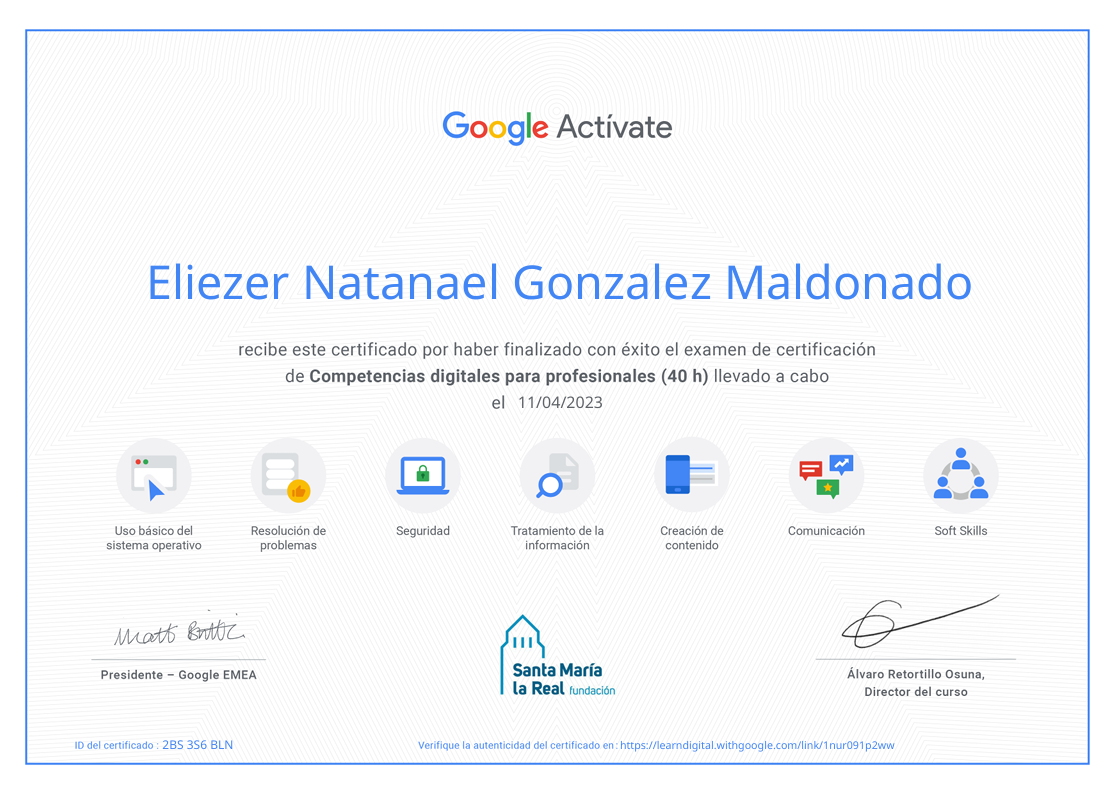 Google Actívate
Eliezer Natanael Gonzalez Maldonado
recibe este certificado por haber finalizado con éxito el examen de certificación
de Competencias digitales para profesionales (40 h) llevado a cabo
el 11/04/2023
Uso básico del
sistema operativo
Resolución de
problemas
Seguridad
Tratamiento de la
información
Creación de
contenido
Comunicación
Soft Skills
Presidente – Google EMEA
Santa María
la Real fundación
Álvaro Retortillo Osuna,
Director del curso
ID del certificado : 2BS 3S6 BLN
Verifique la autenticidad del certificado en : https://learndigital.withgoogle.com/link/1nur091p2ww